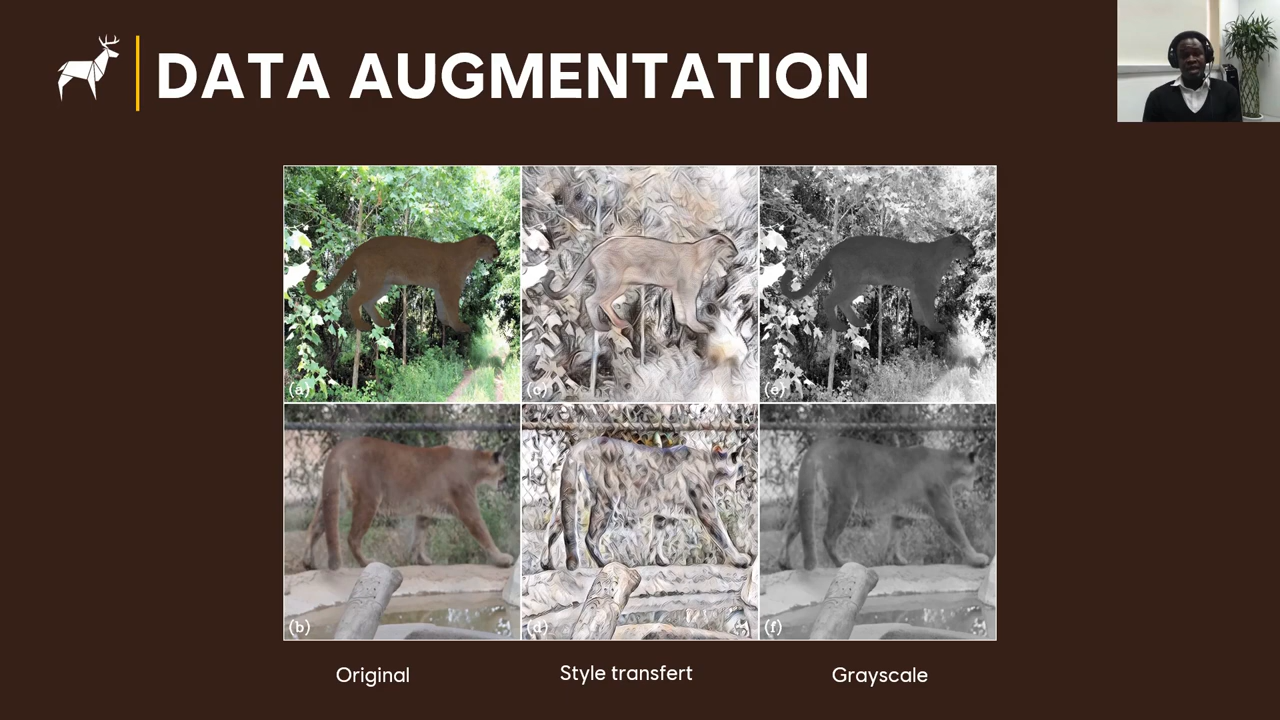 DATA AUGMENTATION
(a) (c) (e)
(b) (d) (f)
Original Style transfert Grayscale